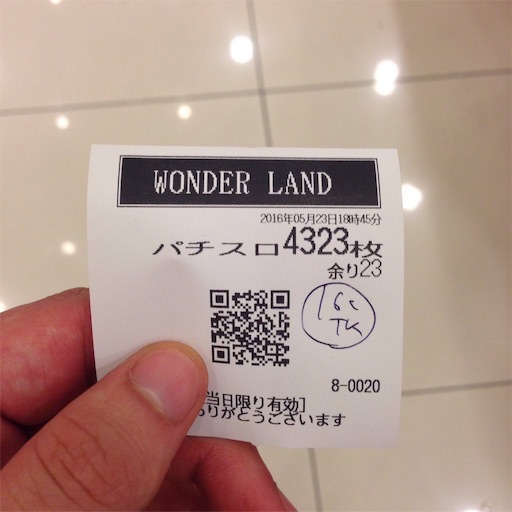 WONDER LAND
2016年05月23日18時45分
パチスロ4323枚
余り23
TK
8-0020
当日限り有効]
りがとうございます